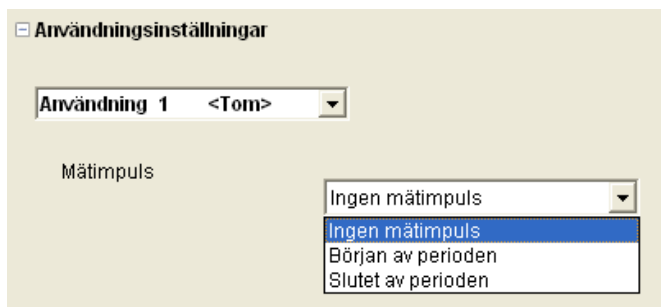 Användningsinställningar
Användning 1 <Tom>
Mätimpuls
Ingen mätimpuls
Ingen mätimpuls
Början av perioden
Slutet av perioden